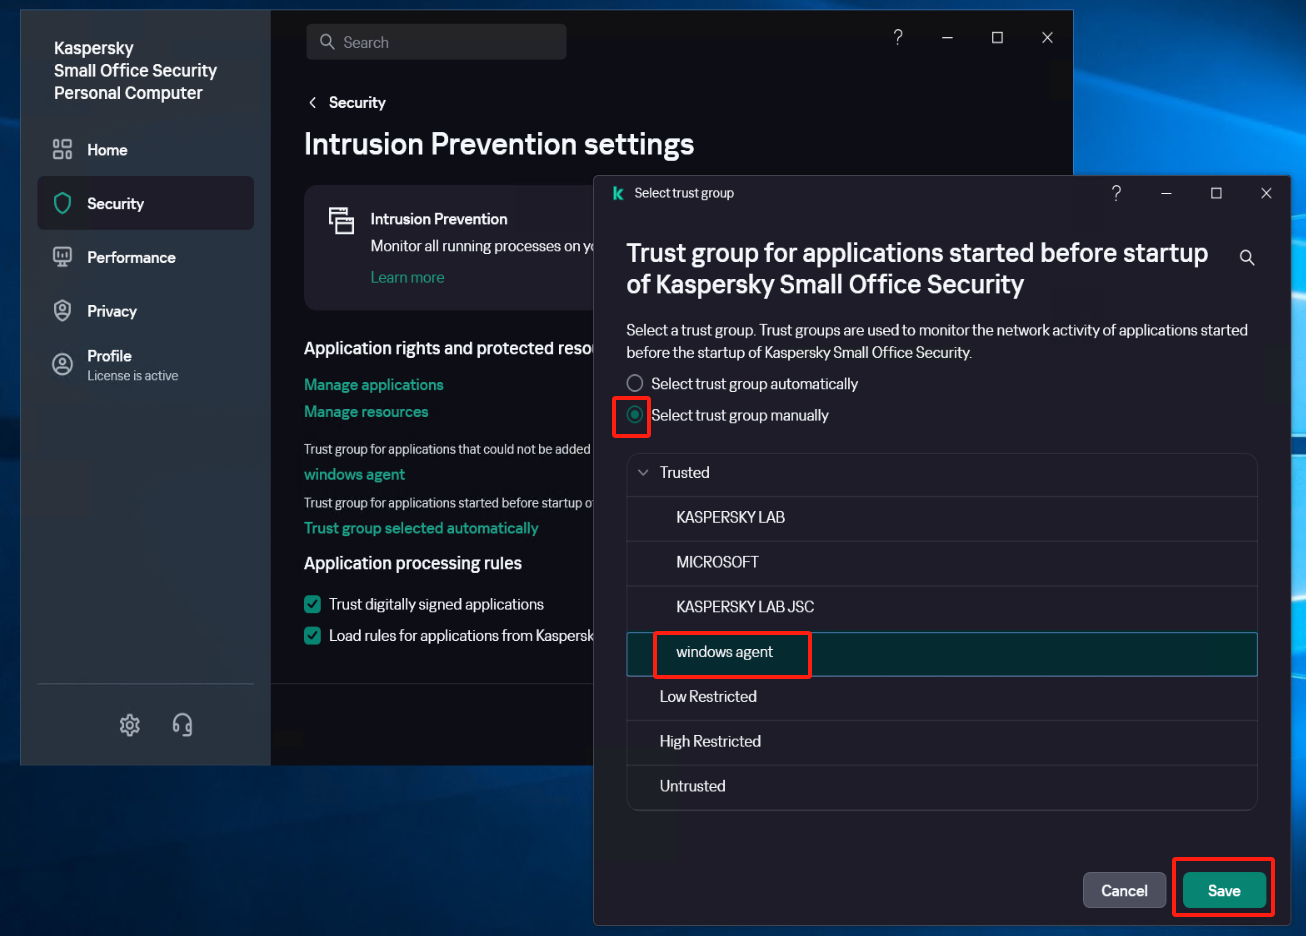 Kaspersky
Small Office Security
Personal Computer
Home
Security
Performance
Privacy
Profile
License is active
Search
?
Security
Intrusion Prevention settings
Intrusion Prevention
Monitor all running processes on yo
Learn more
Application rights and protected reso
Manage applications
Manage resources
Trust group for applications that could not be added
windows agent
Trust group for applications started before startup of
Trust group selected automatically
Application processing rules
Trust digitally signed applications
Load rules for applications from Kaspersk
Select trust group
?
Trust group for applications started before startup
of Kaspersky Small Office Security
Select a trust group. Trust groups are used to monitor the network activity of applications started
before the startup of Kaspersky Small Office Security.
Select trust group automatically
Select trust group manually
Trusted
KASPERSKY LAB
MICROSOFT
KASPERSKY LAB JSC
windows agent
Low Restricted
High Restricted
Untrusted
Cancel
Save